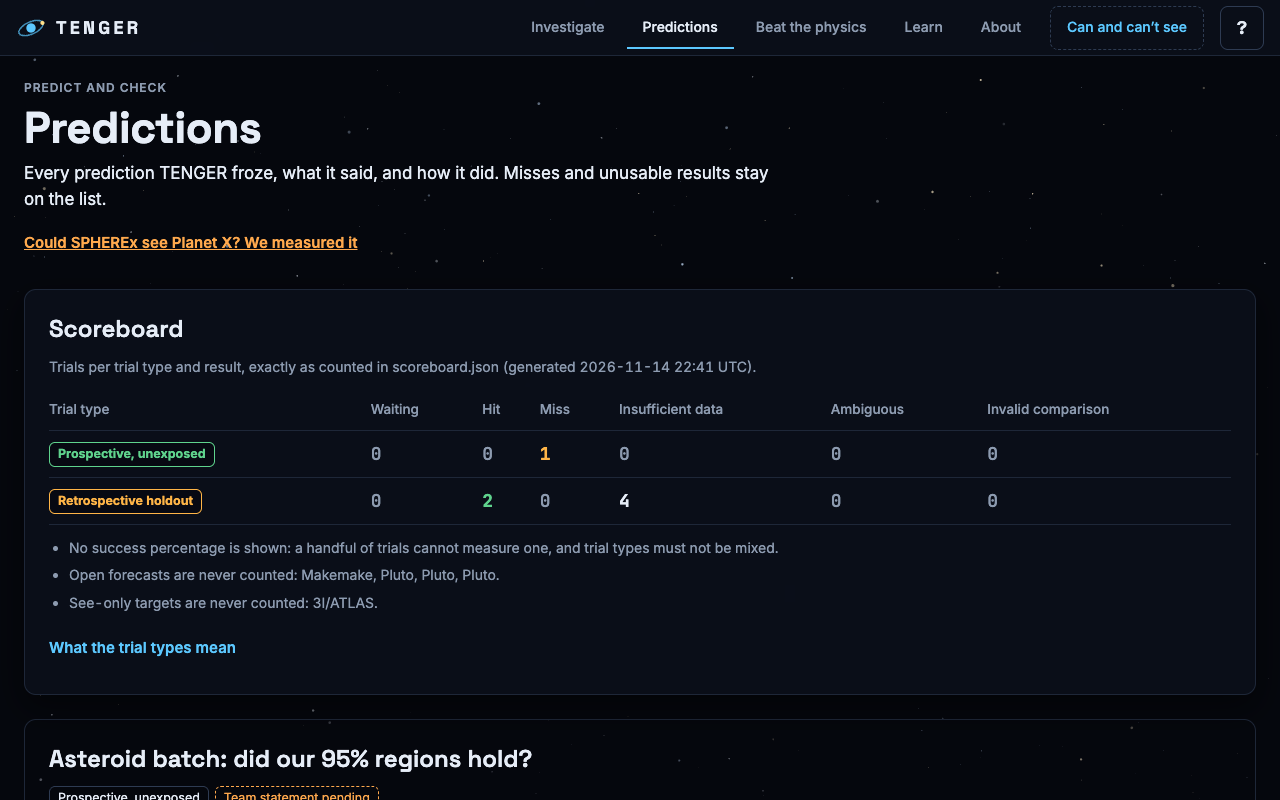 TENGER
Investigate
Predictions
Beat the physics
Learn
About
Can and can't see
?
PREDICT AND CHECK
Predictions
Every prediction TENGER froze, what it said, and how it did. Misses and unusable results stay
on the list.
Could SPHEREx see Planet X? We measured it
Scoreboard
Trials per trial type and result, exactly as counted in scoreboard.json (generated 2026-11-14 22:41 UTC).
Trial type Waiting Hit Miss Insufficient data Ambiguous Invalid comparison
Prospective, unexposed 0 0 1 0 0 0
Retrospective holdout 0 2 0 4 0 0
• No success percentage is shown: a handful of trials cannot measure one, and trial types must not be mixed.
• Open forecasts are never counted: Makemake, Pluto, Pluto, Pluto.
• See-only targets are never counted: 3I/ATLAS.
What the trial types mean
Asteroid batch: did our 95% regions hold?
Prospective, unexposed Team statement pending